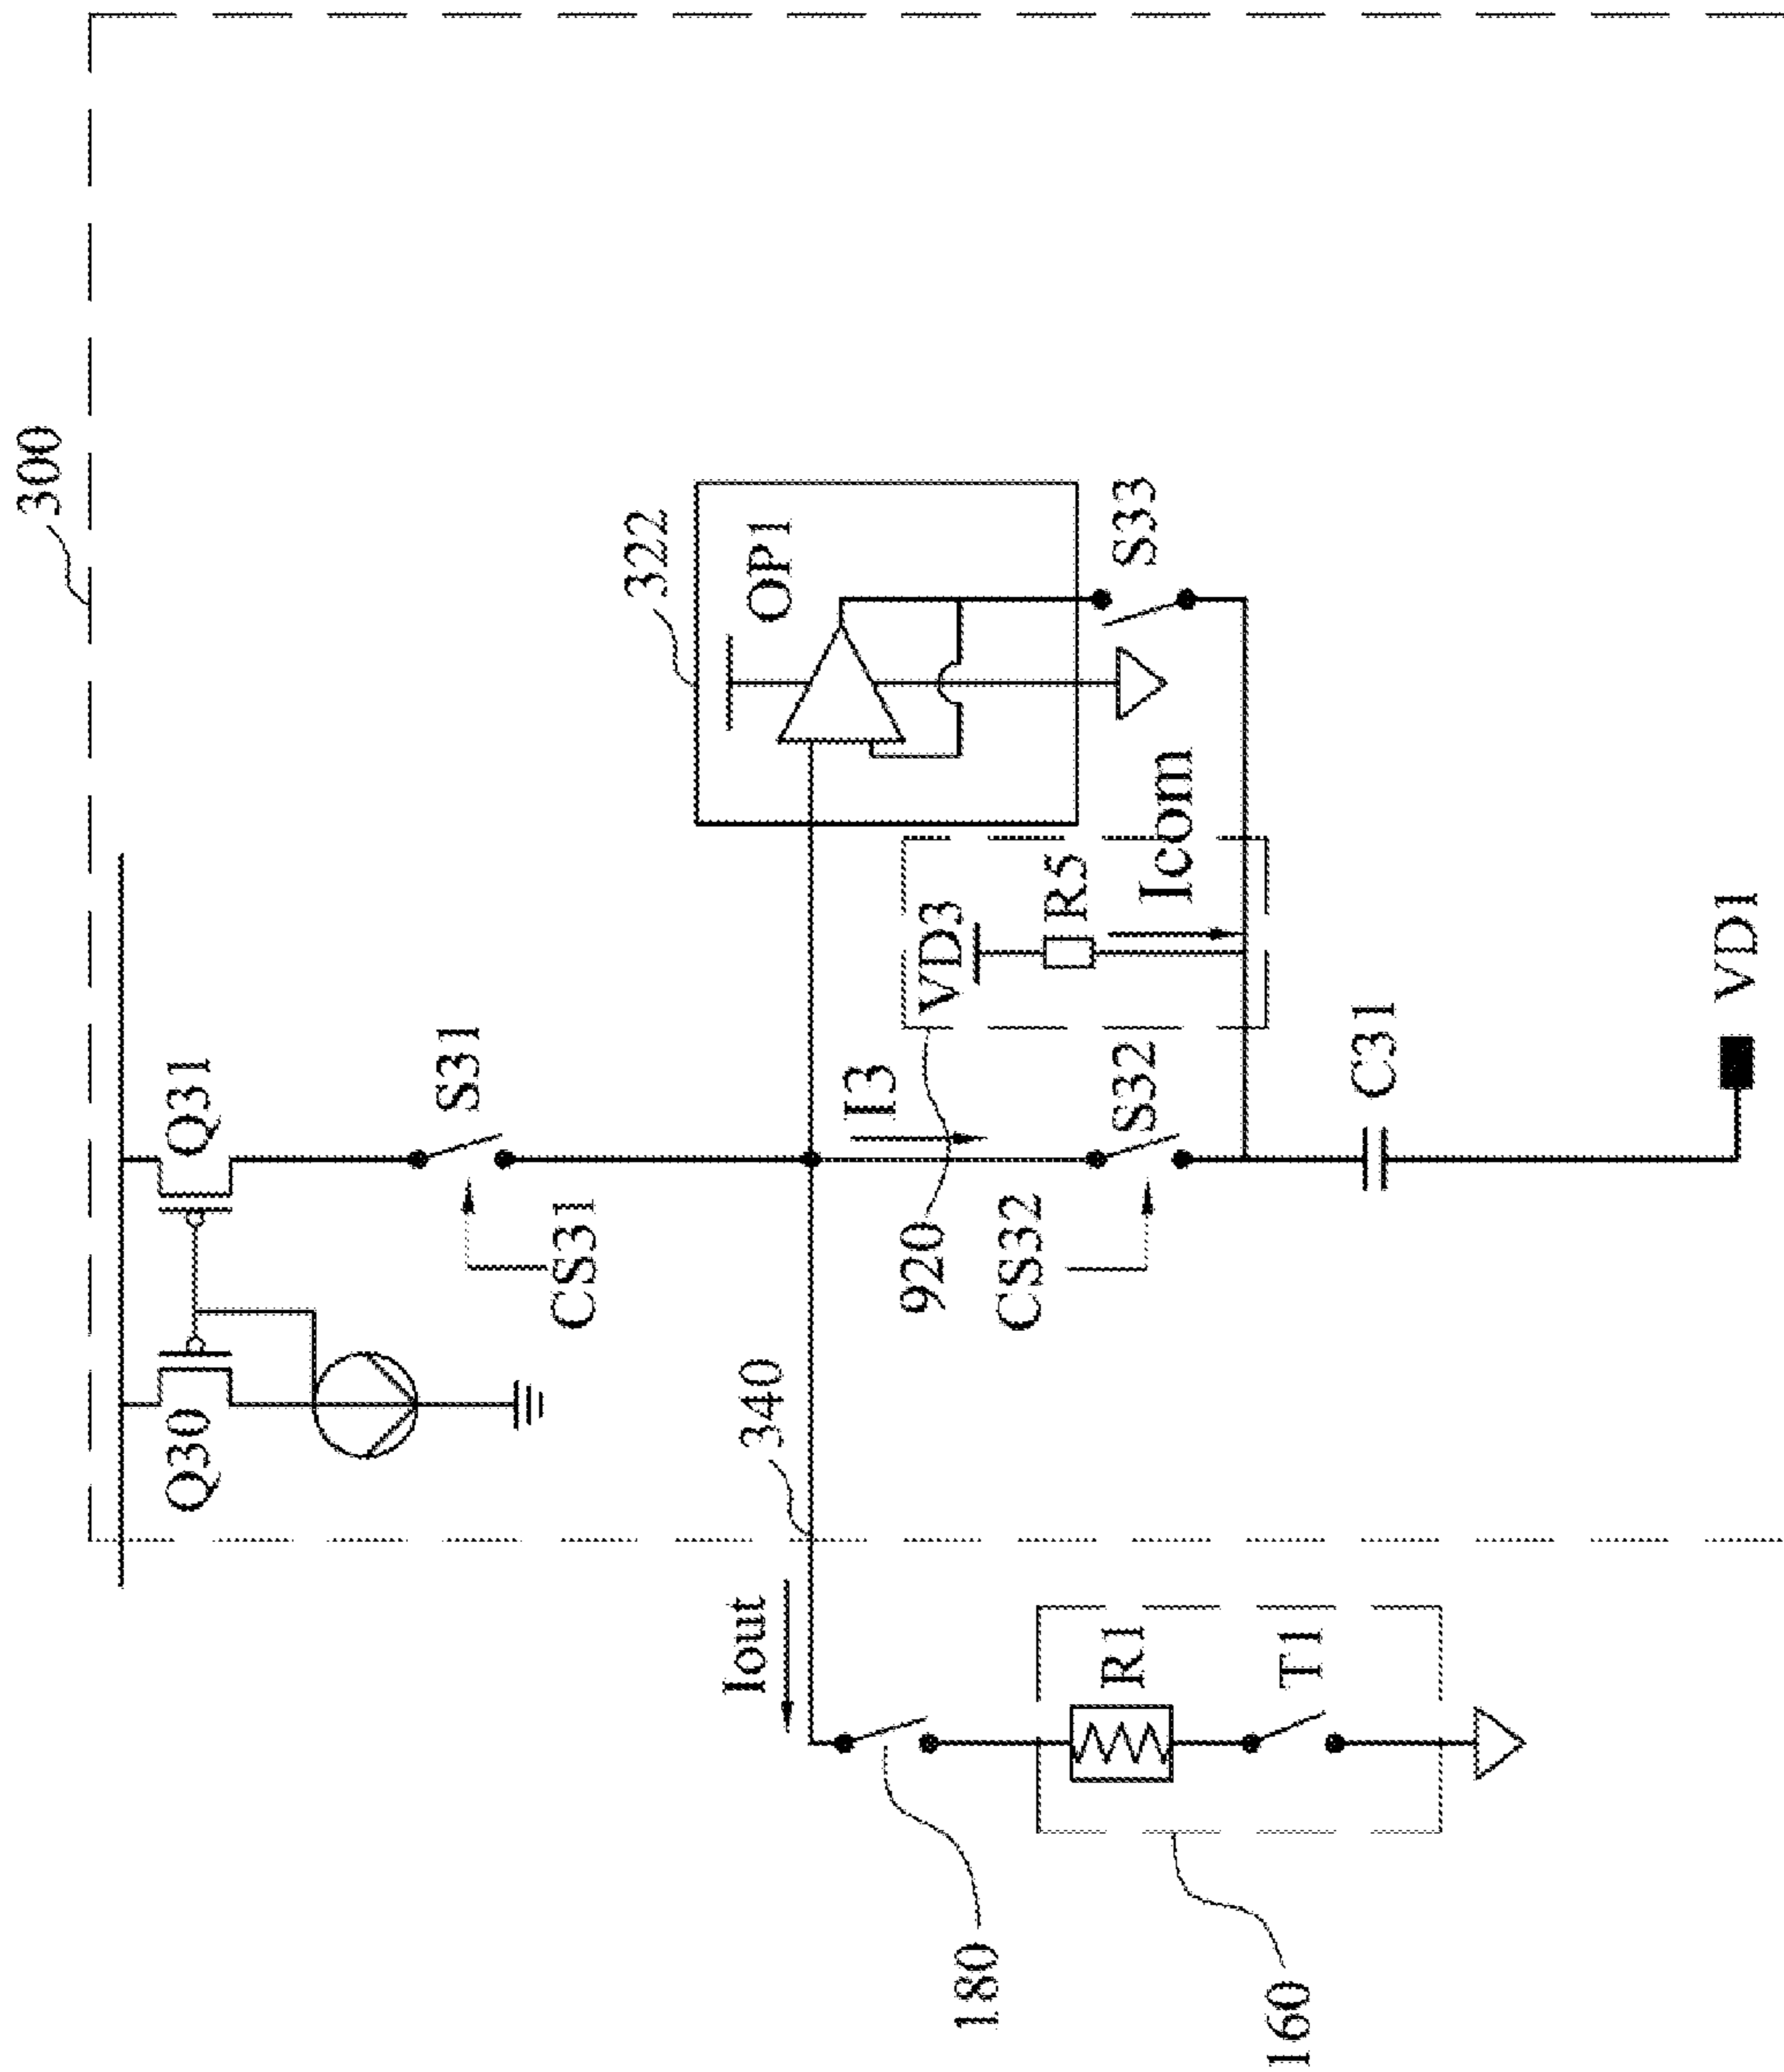 300
Q30
Q31
CS31
S31
322
OP1
340
Iout
I3
920
VD3
R5
Icom
S33
CS32
S32
180
R1
T1
160
C31
VD1